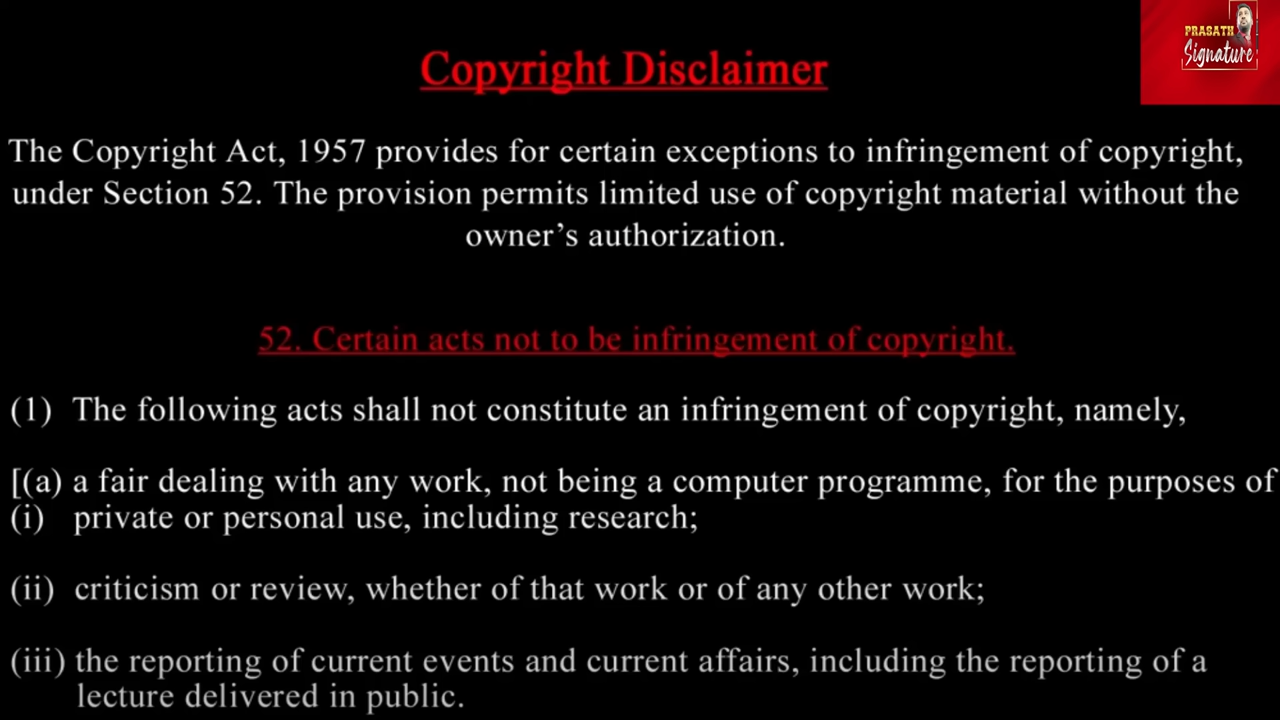 PRASATH
Signature
Copyright Disclaimer
The Copyright Act, 1957 provides for certain exceptions to infringement of copyright,
under Section 52. The provision permits limited use of copyright material without the
owner’s authorization.
52. Certain acts not to be infringement of copyright.
(1) The following acts shall not constitute an infringement of copyright, namely,
[(a) a fair dealing with any work, not being a computer programme, for the purposes of
(i) private or personal use, including research;
(ii) criticism or review, whether of that work or of any other work;
(iii) the reporting of current events and current affairs, including the reporting of a
lecture delivered in public.